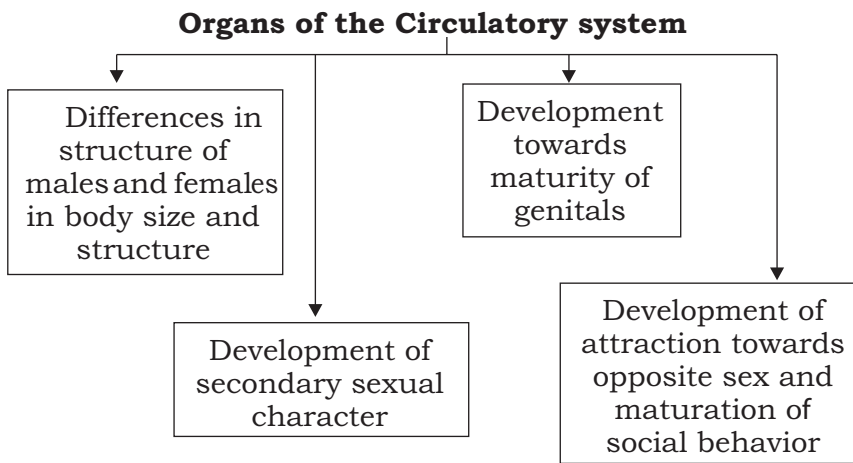 Organs of the Circulatory system
Differences in
structure of
males and females
in body size and
structure
Development
towards
maturity of
genitals
Development of
secondary sexual
character
Development of
attraction towards
opposite sex and
maturation of
social behavior